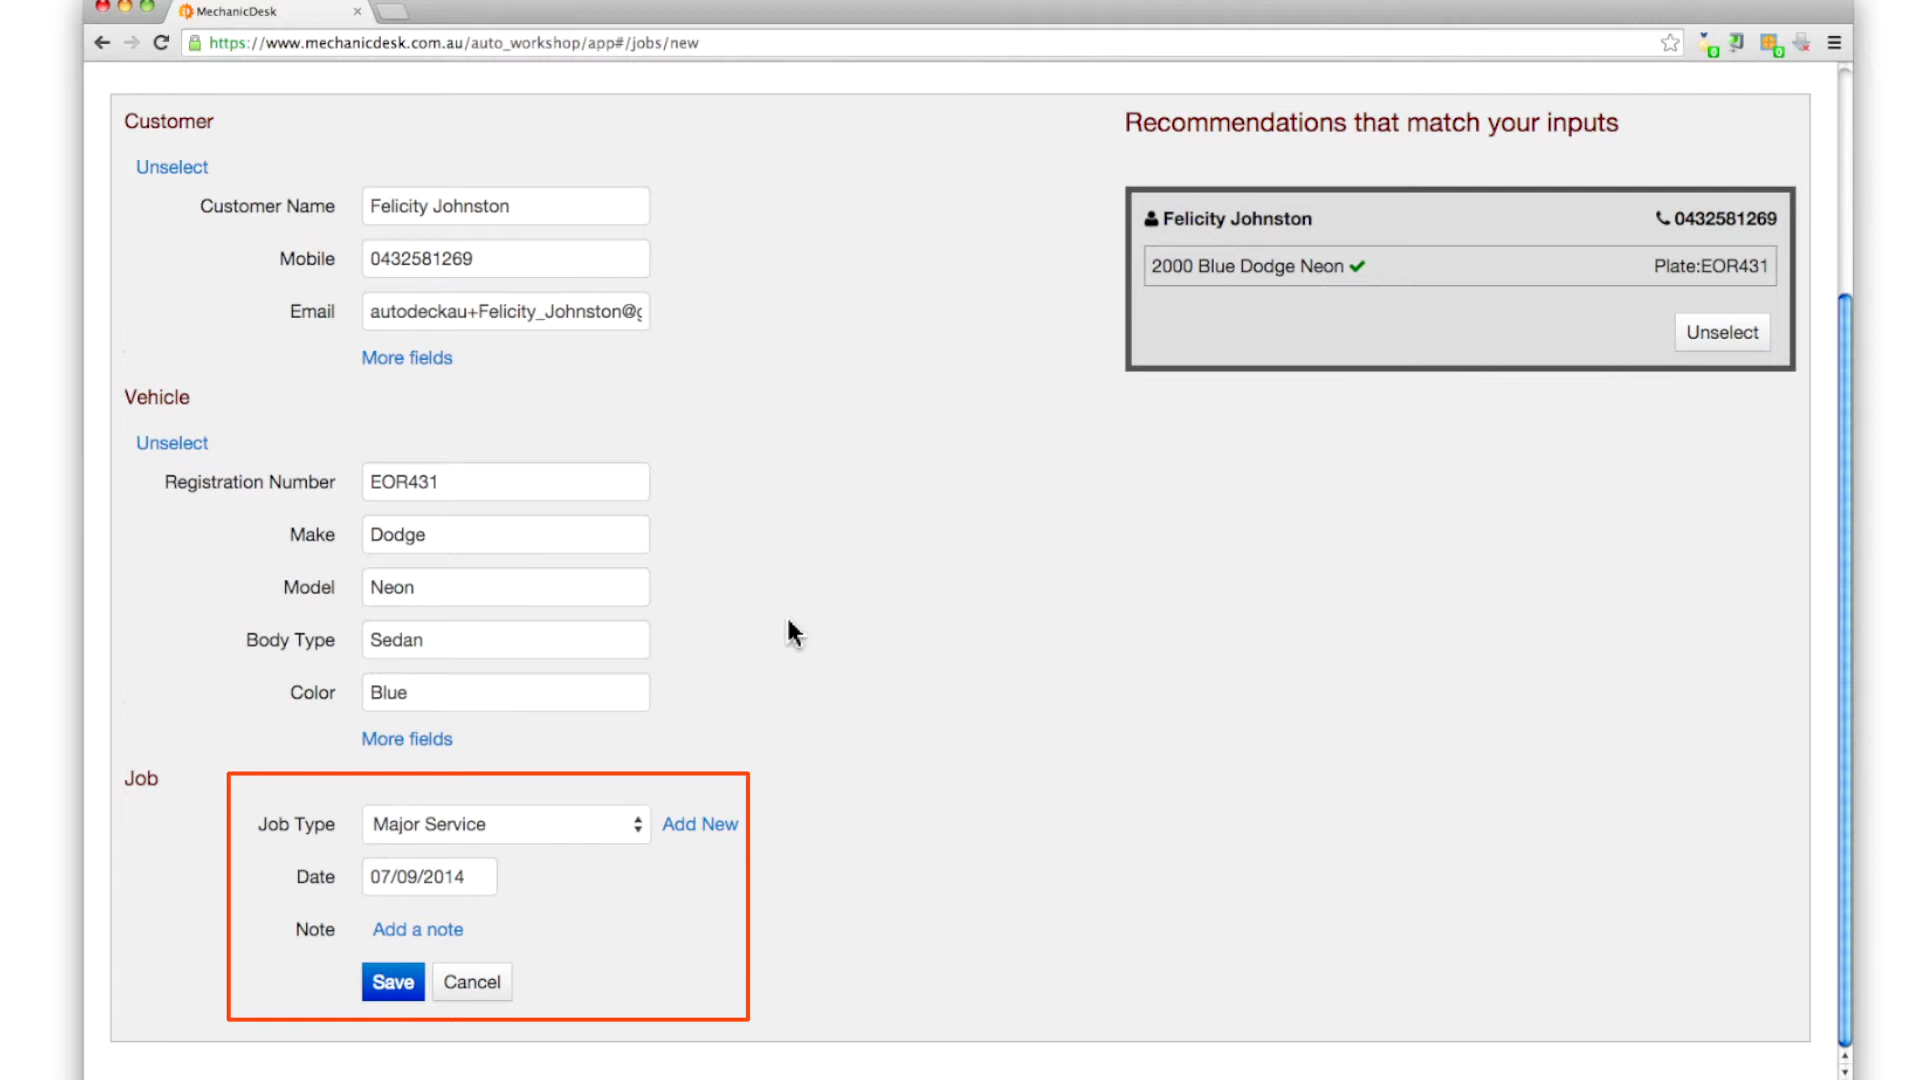 MechanicDesk
https://www.mechanicdesk.com.au/auto_workshop/app#/jobs/new
Customer
Recommendations that match your inputs
Unselect
Customer Name Felicity Johnston
Felicity Johnston 0432581269
Mobile 0432581269
2000 Blue Dodge Neon Plate:EOR431
Email autodeckau+Felicity_Johnston@g
Unselect
More fields
Vehicle
Unselect
Registration Number EOR431
Make Dodge
Model Neon
Body Type Sedan
Color Blue
More fields
Job
Job Type Major Service Add New
Date 07/09/2014
Note Add a note
Save Cancel